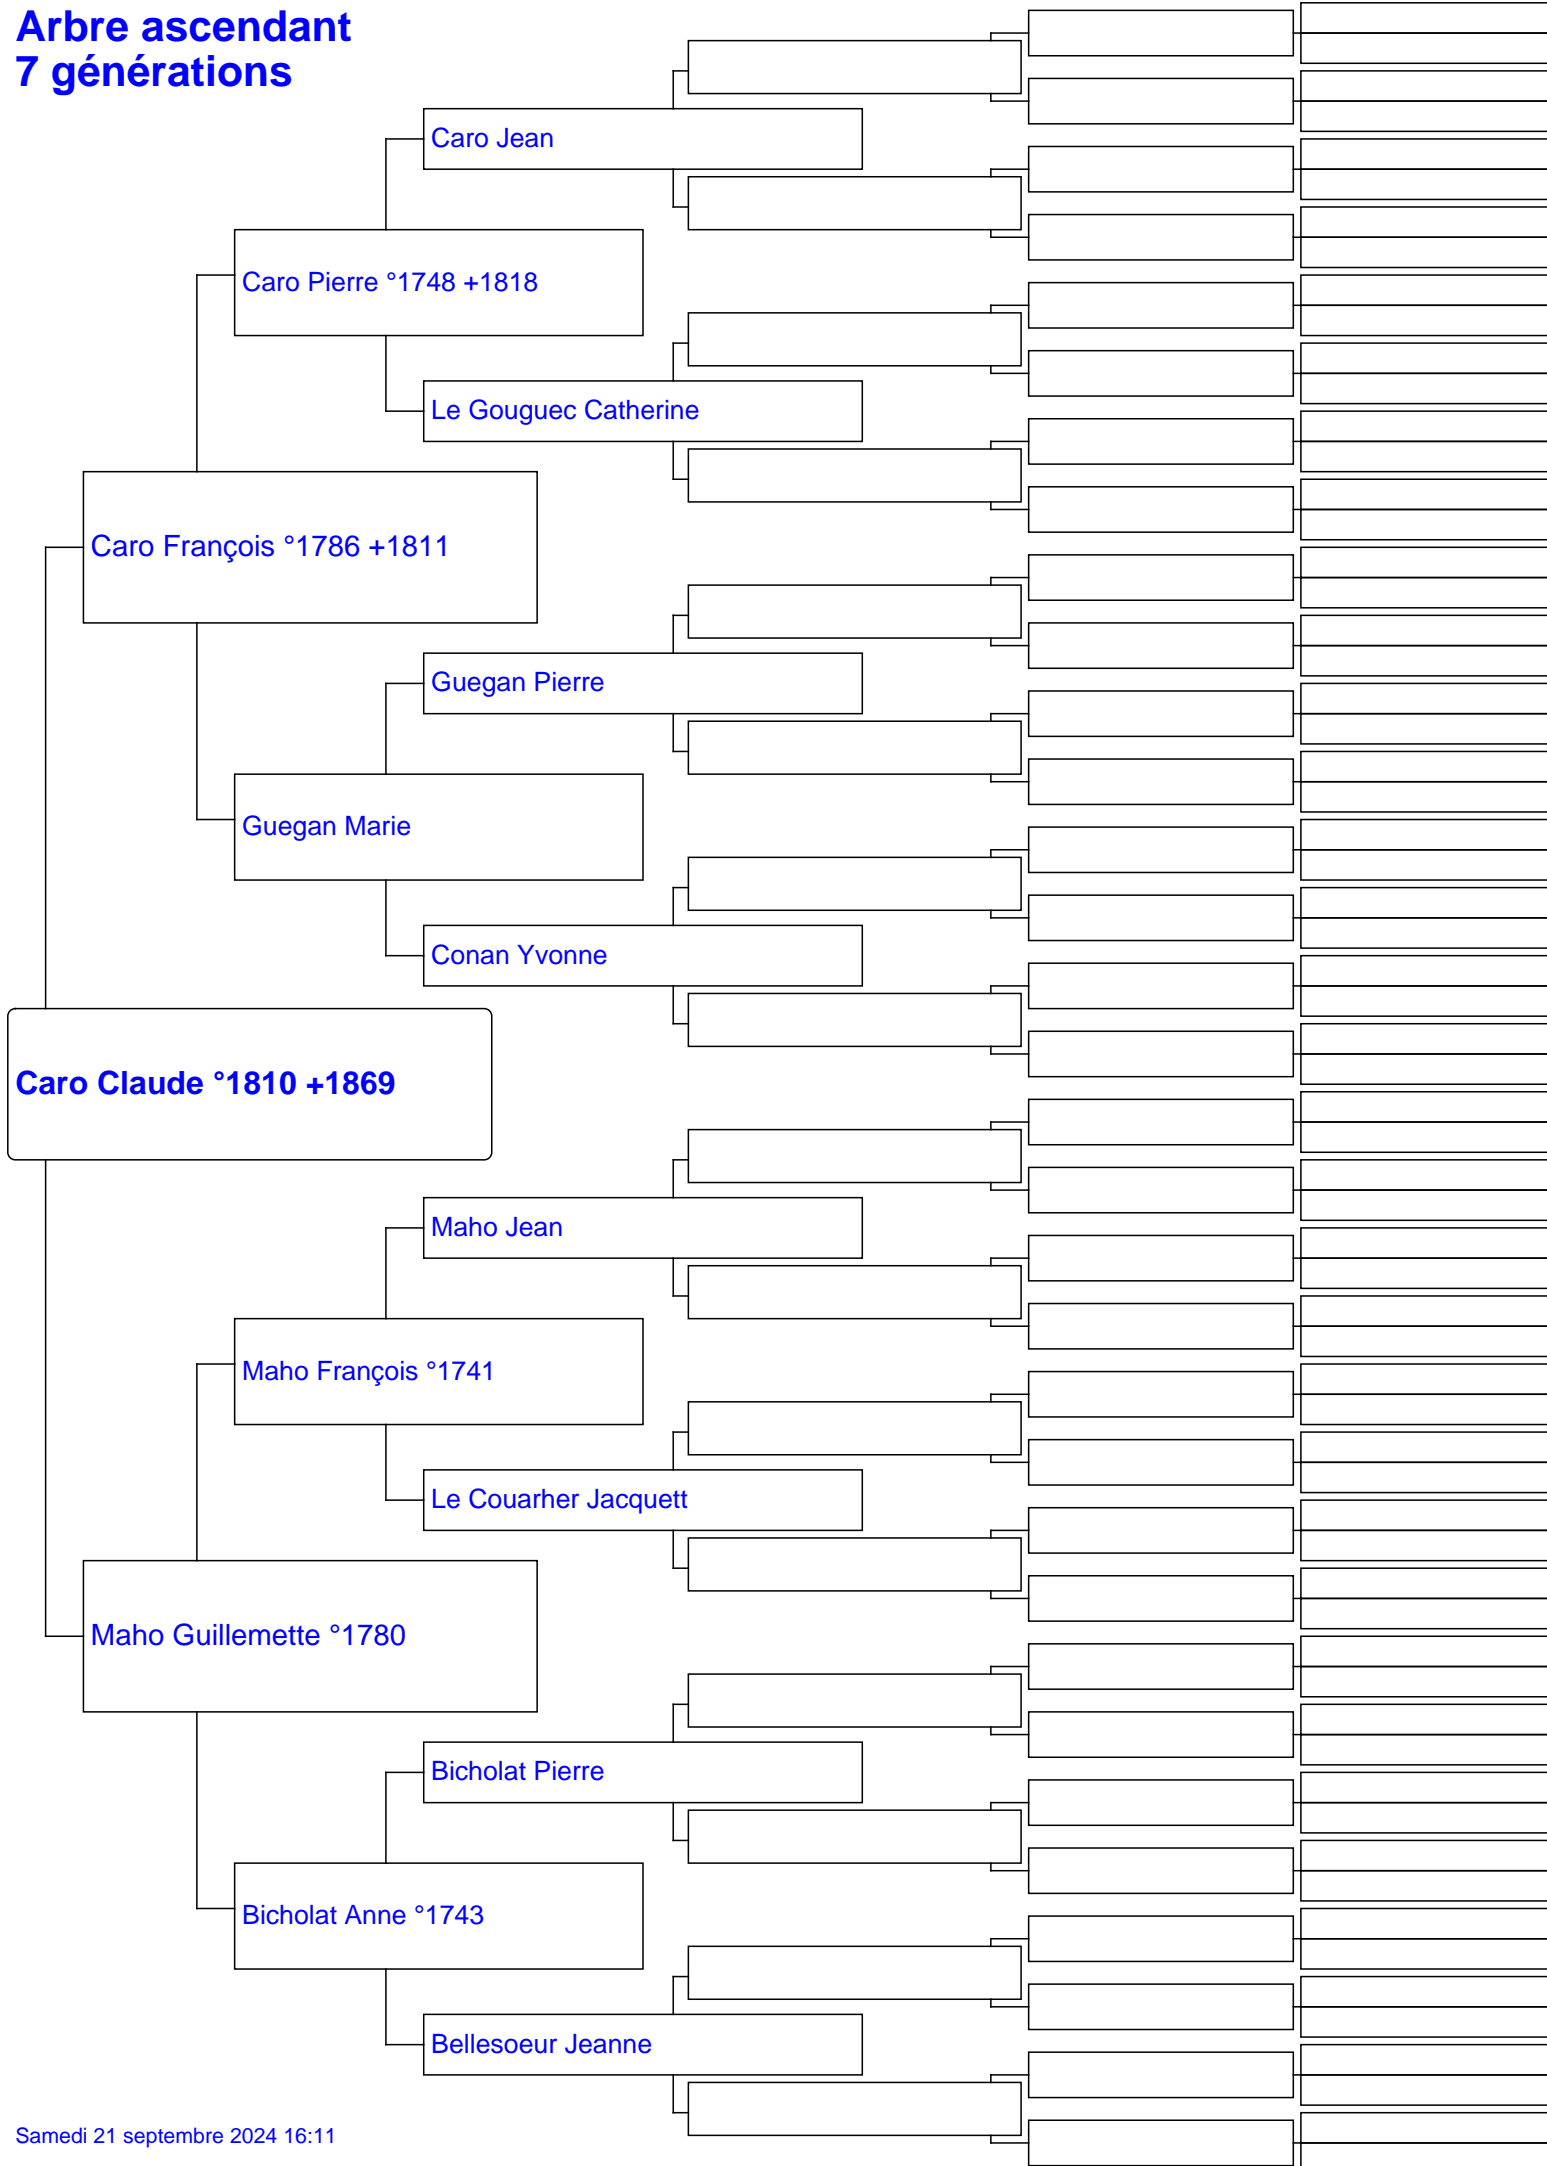 Arbre ascendant
7 générations
Caro Jean
Caro Pierre °1748 +1818
Le Gouguec Catherine
Caro François °1786 +1811
Guegan Pierre
Guegan Marie
Conan Yvonne
Caro Claude °1810 +1869
Maho Jean
Maho François °1741
Le Couarher Jacquett
Maho Guillemette °1780
Bicholat Pierre
Bicholat Anne °1743
Bellesoeur Jeanne
Samedi 21 septembre 2024 16:11